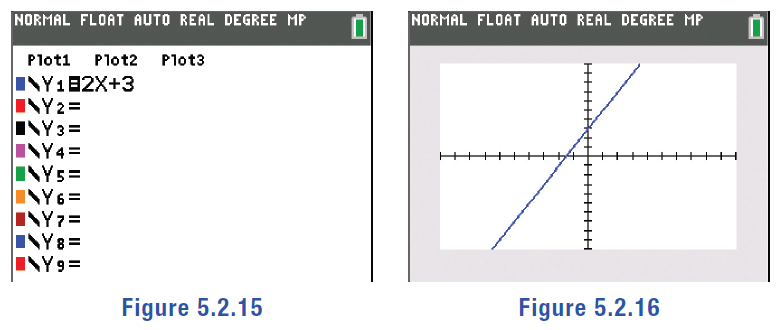 NORMAL FLOAT AUTO REAL DEGREE MP
Plot1 Plot2 Plot3
\Y1=2X+3
\Y2=
\Y3=
\Y4=
\Y5=
\Y6=
\Y7=
\Y8=
\Y9=
Figure 5.2.15
NORMAL FLOAT AUTO REAL DEGREE MP
Figure 5.2.16